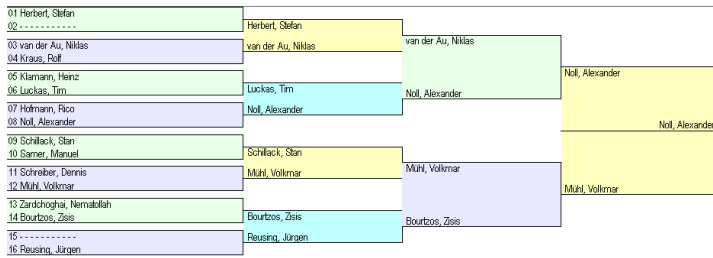 01 Herbert, Stefan
02 - - - - - - - - - - -
03 van der Au, Niklas
04 Kraus, Rolf
05 Klamann, Heinz
06 Luckas, Tim
07 Hofmann, Rico
08 Noll, Alexander
09 Schillack, Stan
10 Samer, Manuel
11 Schreiber, Dennis
12 Mühl, Volkmar
13 Zardchoghai, Nematollah
14 Bourtzos, Zisis
15 - - - - - - - - - - -
16 Reusing, Jürgen
Herbert, Stefan
van der Au, Niklas
Luckas, Tim
Noll, Alexander
Schillack, Stan
Mühl, Volkmar
Bourtzos, Zisis
Reusing, Jürgen
van der Au, Niklas
Noll, Alexander
Mühl, Volkmar
Bourtzos, Zisis
Noll, Alexander
Mühl, Volkmar
Noll, Alexander